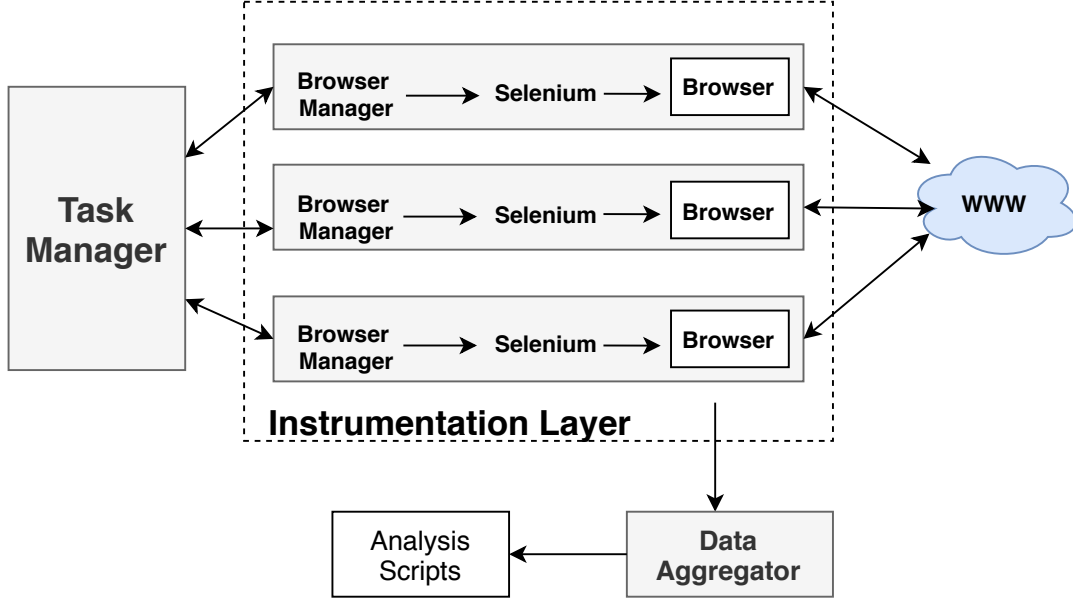 Browser
Manager
Selenium
Browser
Task
Manager
Browser
Manager
Selenium
Browser
WWW
Browser
Manager
Selenium
Browser
Instrumentation Layer
Analysis
Scripts
Data
Aggregator